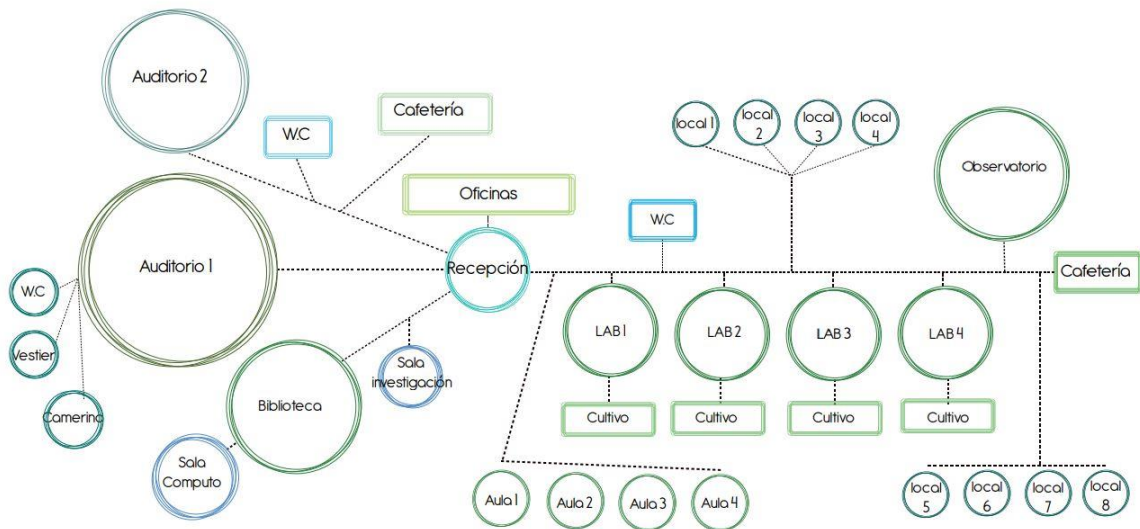 Auditorio 2
W.C
Cafetería
Oficinas
Auditorio 1
Recepción
W.C
Vestier
Camerino
Biblioteca
Sala
investigación
Sala
Computo
local 1
local
2
local
3
local
4
Observatorio
W.C
Cafetería
LAB 1
LAB 2
LAB 3
LAB 4
Cultivo
Cultivo
Cultivo
Cultivo
Aula 1
Aula 2
Aula 3
Aula 4
local
5
local
6
local
7
local
8